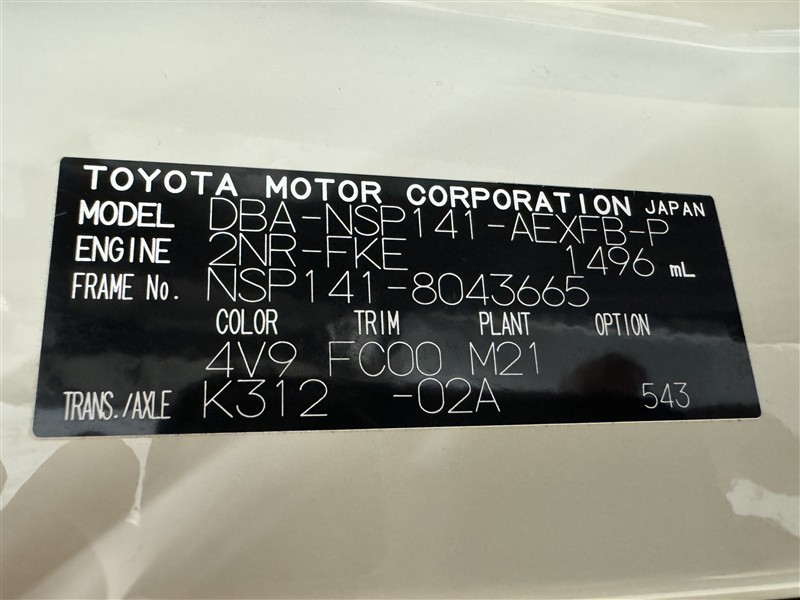 TOYOTA MOTOR CORPORATION JAPAN
MODEL DBA-NSP141-AEXFB-P
ENGINE 2NR-FKE 1496 mL
FRAME No. NSP141-8043665
COLOR TRIM PLANT OPTION
4V9 FC00 M21
TRANS./AXLE K312 -02A 543